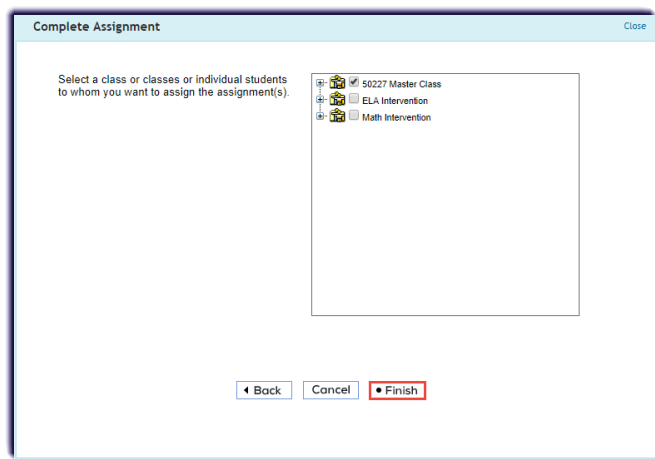 Complete Assignment
Close
Select a class or classes or individual students
to whom you want to assign the assignment(s).
50227 Master Class
ELA Intervention
Math Intervention
Back
Cancel
Finish